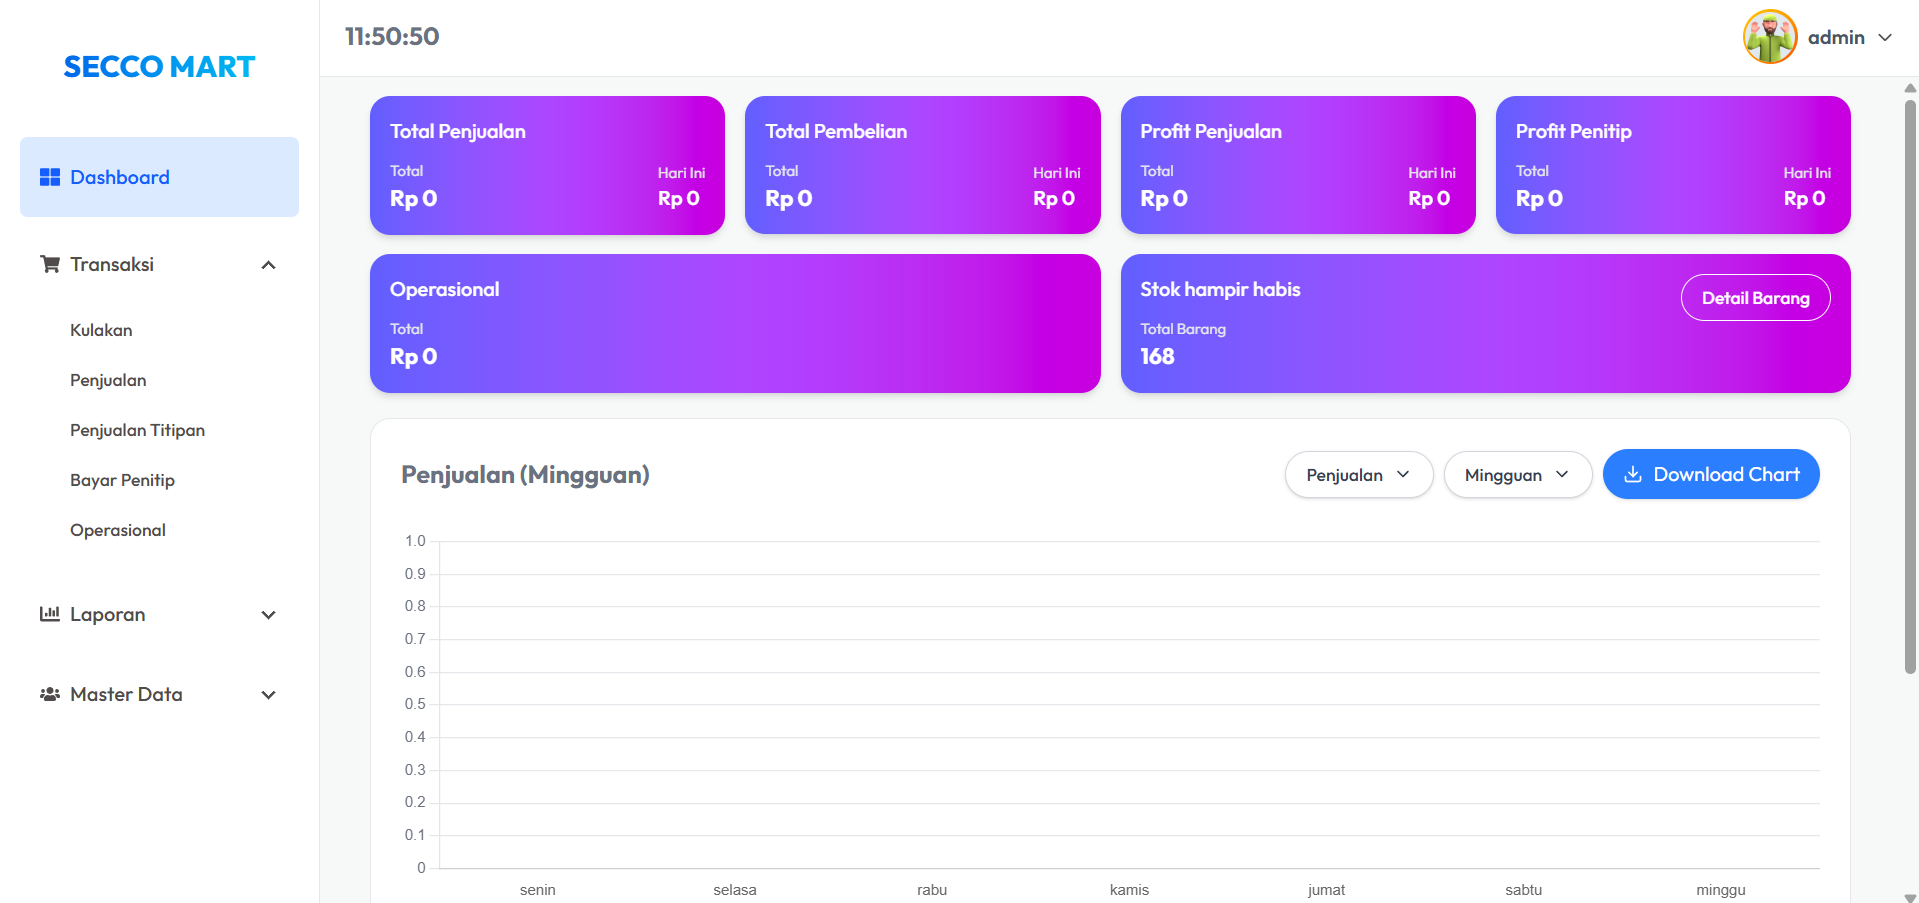 SECCO MART
11:50:50
admin
Dashboard
Transaksi
Kulakan
Penjualan
Penjualan Titipan
Bayar Penitip
Operasional
Laporan
Master Data
Total Penjualan
Total
Hari Ini
Rp 0
Rp 0
Total Pembelian
Total
Hari Ini
Rp 0
Rp 0
Profit Penjualan
Total
Hari Ini
Rp 0
Rp 0
Profit Penitip
Total
Hari Ini
Rp 0
Rp 0
Operasional
Total
Rp 0
Stok hampir habis
Detail Barang
Total Barang
168
Penjualan (Mingguan)
Penjualan
Mingguan
Download Chart
1.0
0.9
0.8
0.7
0.6
0.5
0.4
0.3
0.2
0.1
0
senin selasa rabu kamis jumat sabtu minggu